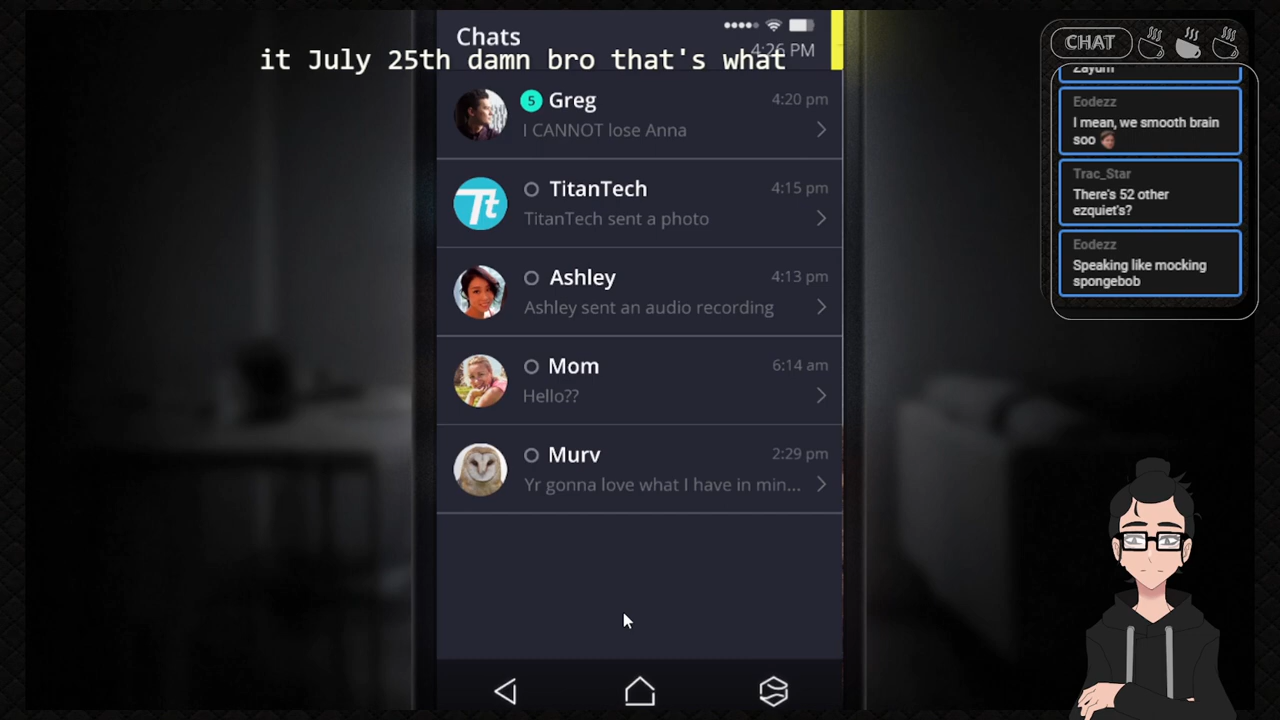 Chats
4:26 PM
it July 25th damn bro that's what
5 Greg
4:20 pm
I CANNOT lose Anna
Tt
TitanTech
4:15 pm
TitanTech sent a photo
Ashley
4:13 pm
Ashley sent an audio recording
Mom
6:14 am
Hello??
Murv
2:29 pm
Yr gonna love what I have in min...
CHAT
Zayum
Eodezz
I mean, we smooth brain
soo
Trac_Star
There's 52 other
ezquiet's?
Eodezz
Speaking like mocking
spongebob